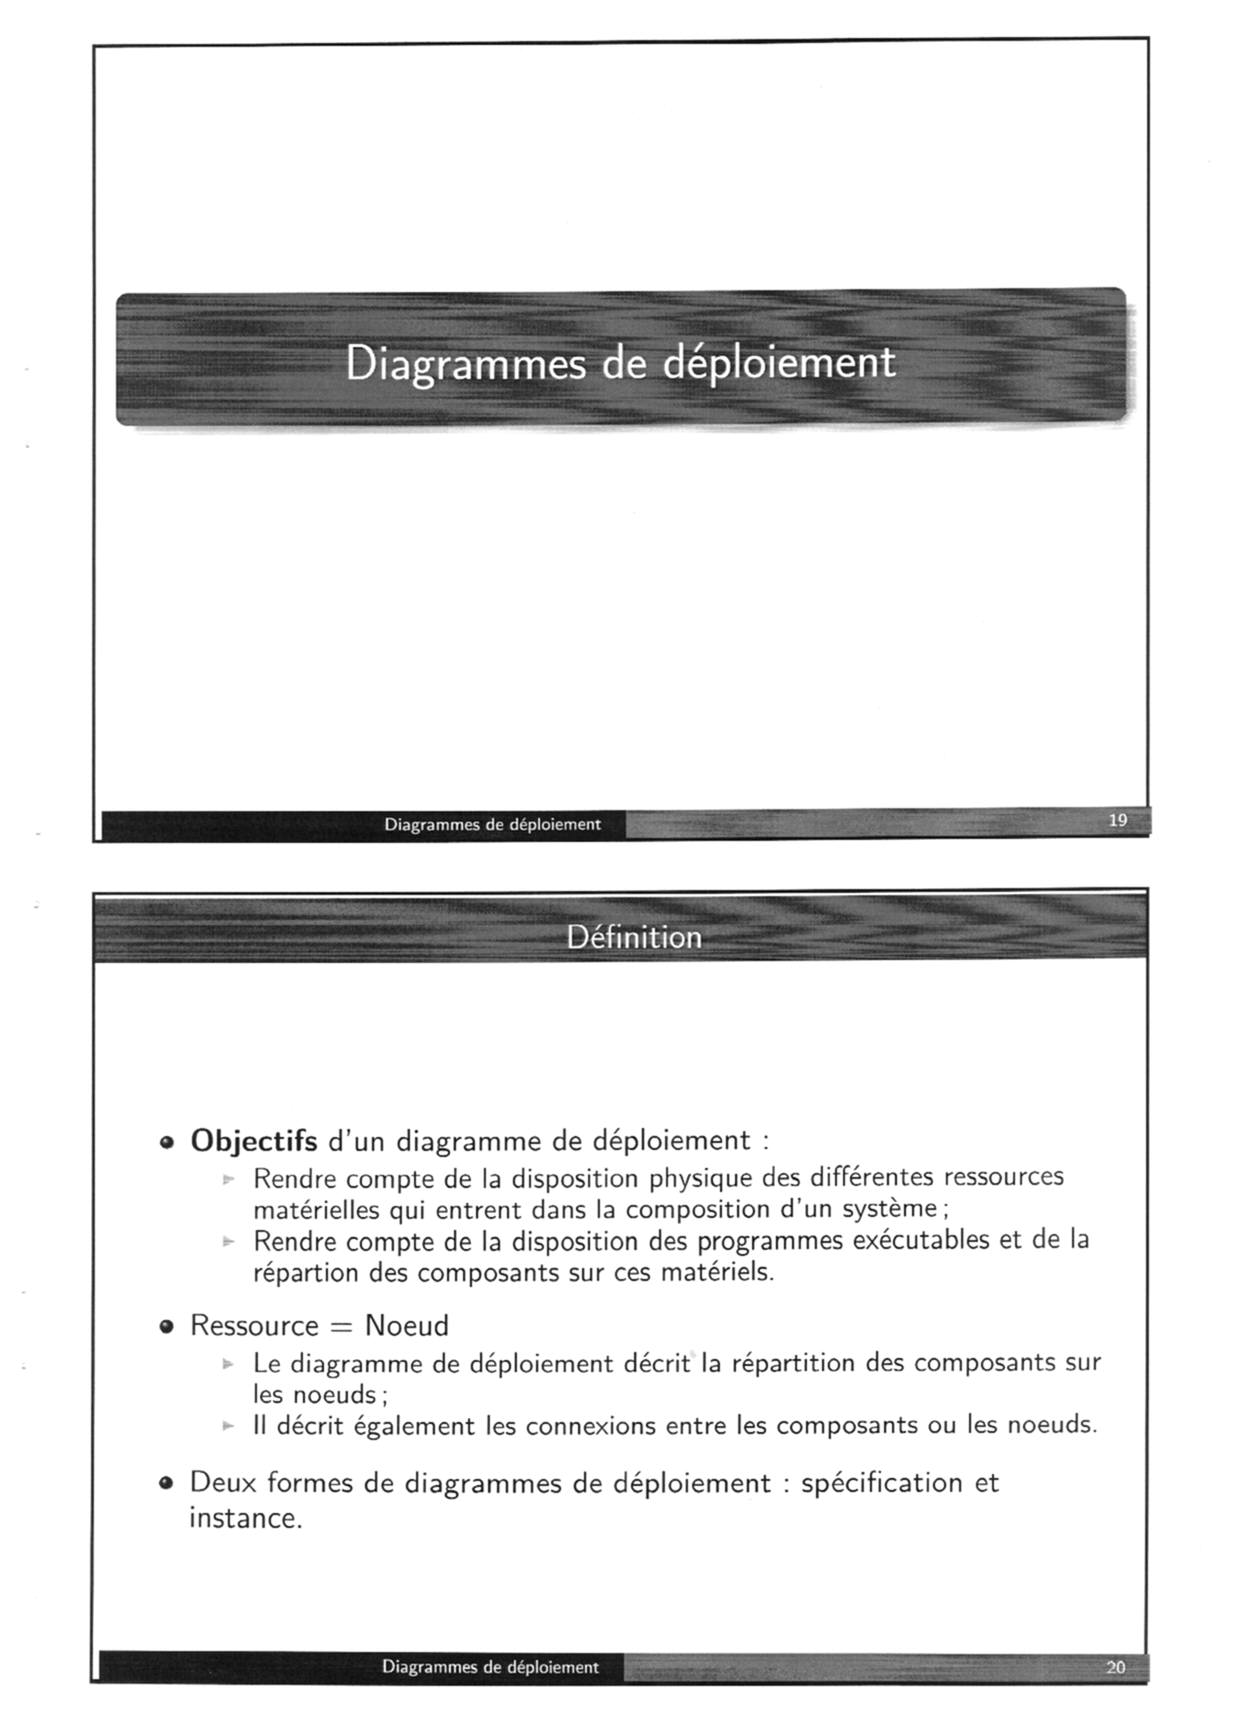 Diagrammes de déploiement
Diagrammes de déploiement
19
Définition
Objectifs d'un diagramme de déploiement :
Rendre compte de la disposition physique des différentes ressources
matérielles qui entrent dans la composition d'un système ;
Rendre compte de la disposition des programmes exécutables et de la
répartion des composants sur ces matériels.
Ressource = Noeud
Le diagramme de déploiement décrit la répartition des composants sur
les noeuds ;
Il décrit également les connexions entre les composants ou les noeuds.
Deux formes de diagrammes de déploiement : spécification et
instance.
Diagrammes de déploiement
20